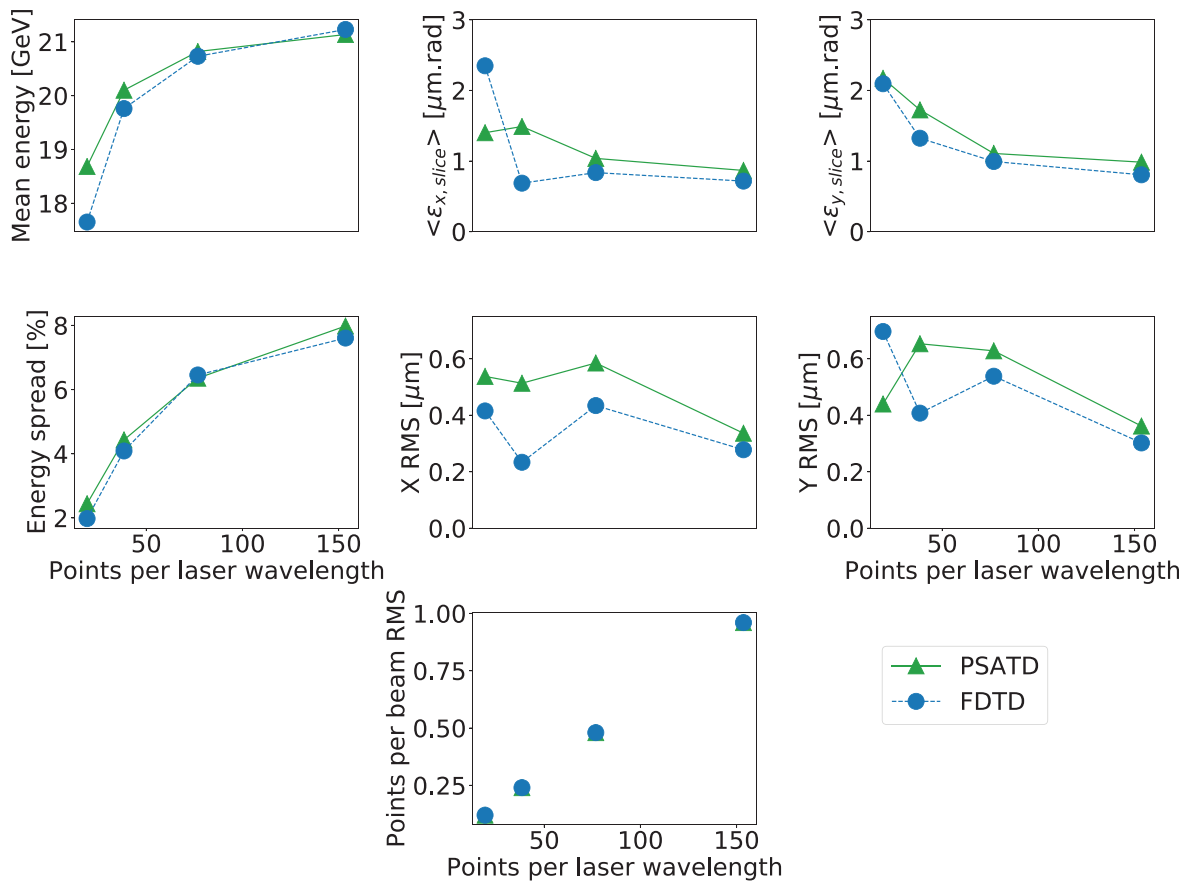 Mean energy [GeV]
21
20
19
18
<ε_{x, slice}> [μm.rad]
3
2
1
0
<ε_{y, slice}> [μm.rad]
3
2
1
0
Energy spread [%]
8
6
4
2
50 100 150
Points per laser wavelength
X RMS [μm]
0.6
0.4
0.2
0.0
Y RMS [μm]
0.6
0.4
0.2
0.0
50 100 150
Points per laser wavelength
Points per beam RMS
1.00
0.75
0.50
0.25
50 100 150
Points per laser wavelength
PSATD
FDTD